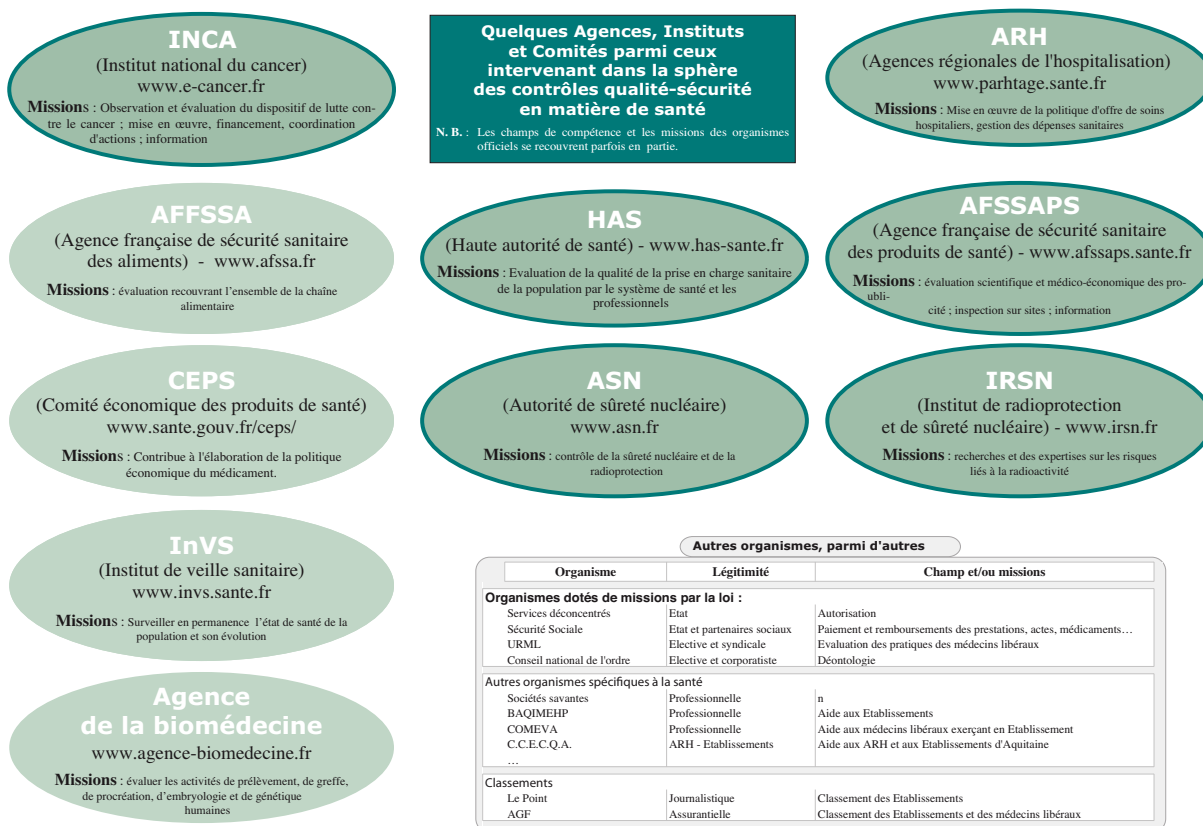 INCA
(Institut national du cancer)
www.e-cancer.fr
Missions : Observation et évaluation du dispositif de lutte con-
tre le cancer ; mise en œuvre, financement, coordination
d'actions ; information
Quelques Agences, Instituts
et Comités parmi ceux
intervenant dans la sphère
des contrôles qualité-sécurité
en matière de santé
N. B. : Les champs de compétence et les missions des organismes
officiels se recouvrent parfois en partie.
ARH
(Agences régionales de l'hospitalisation)
www.parhtage.sante.fr
Missions : Mise en œuvre de la politique d'offre de soins
hospitaliers, gestion des dépenses sanitaires
AFFSSA
(Agence française de sécurité sanitaire
des aliments) - www.afssa.fr
Missions : évaluation recouvrant l'ensemble de la chaîne
alimentaire
HAS
(Haute autorité de santé) - www.has-sante.fr
Missions : Evaluation de la qualité de la prise en charge sanitaire
de la population par le système de santé et les
professionnels
AFSSAPS
(Agence française de sécurité sanitaire
des produits de santé) - www.afssaps.sante.fr
Missions : évaluation scientifique et médico-économique des pro-
ubli-
cité ; inspection sur sites ; information
CEPS
(Comité économique des produits de santé)
www.sante.gouv.fr/ceps/
Missions : Contribue à l'élaboration de la politique
économique du médicament.
ASN
(Autorité de sûreté nucléaire)
www.asn.fr
Missions : contrôle de la sûreté nucléaire et de la
radioprotection
IRSN
(Institut de radioprotection
et de sûreté nucléaire) - www.irsn.fr
Missions : recherches et des expertises sur les risques
liés à la radioactivité
InVS
(Institut de veille sanitaire)
www.invs.sante.fr
Missions : Surveiller en permanence l'état de santé de la
population et son évolution
Agence
de la biomédecine
www.agence-biomedecine.fr
Missions : évaluer les activités de prélèvement, de greffe,
de procréation, d'embryologie et de génétique
humaines
Autres organismes, parmi d'autres
Organisme Légitimité Champ et/ou missions
Organismes dotés de missions par la loi :
Services déconcentrés Etat Autorisation
Sécurité Sociale Etat et partenaires sociaux Paiement et remboursements des prestations, actes, médicaments…
URML Elective et syndicale Evaluation des pratiques des médecins libéraux
Conseil national de l'ordre Elective et corporatiste Déontologie
Autres organismes spécifiques à la santé
Sociétés savantes Professionnelle n
BAQIMEHP Professionnelle Aide aux Etablissements
COMEVA Professionnelle Aide aux médecins libéraux exerçant en Etablissement
C.C.E.C.Q.A. ARH - Etablissements Aide aux ARH et aux Etablissements d'Aquitaine
…
Classements
Le Point Journalistique Classement des Etablissements
AGF Assurantielle Classement des Etablissements et des médecins libéraux